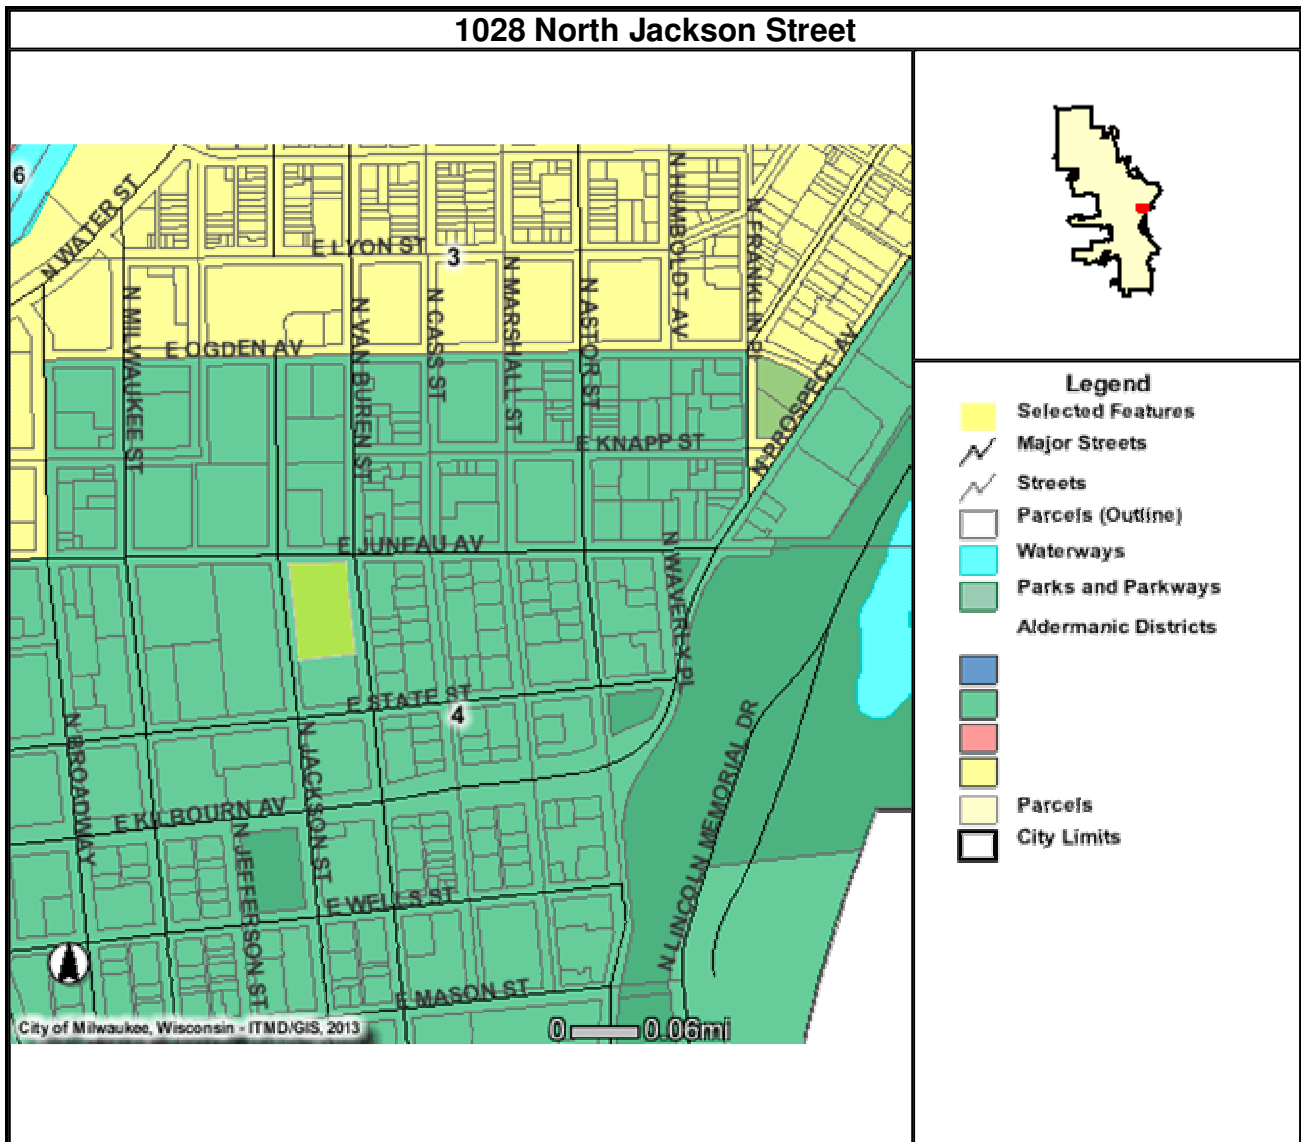 1028 North Jackson Street
6
N WATER ST
E LYON ST
3
N HUMBOLDT AV
N FRANKLIN PL
N MILWAUKEE ST
N VAN BUREN ST
N CASS ST
N MARSHALL ST
N ASTOR ST
E OGDEN AV
N PROSPECT AV
E KNAPP ST
E JUNEAU AV
N WAVERLY PL
E STATE ST
4
N BROADWAY
N JACKSON ST
N LINCOLN MEMORIAL DR
E KILBOURN AV
N JEFFERSON ST
E WELLS ST
E MASON ST
City of Milwaukee, Wisconsin - ITMD/GIS, 2013
0 0.06mi
Legend
Selected Features
Major Streets
Streets
Parcels (Outline)
Waterways
Parks and Parkways
Aldermanic Districts
Parcels
City Limits